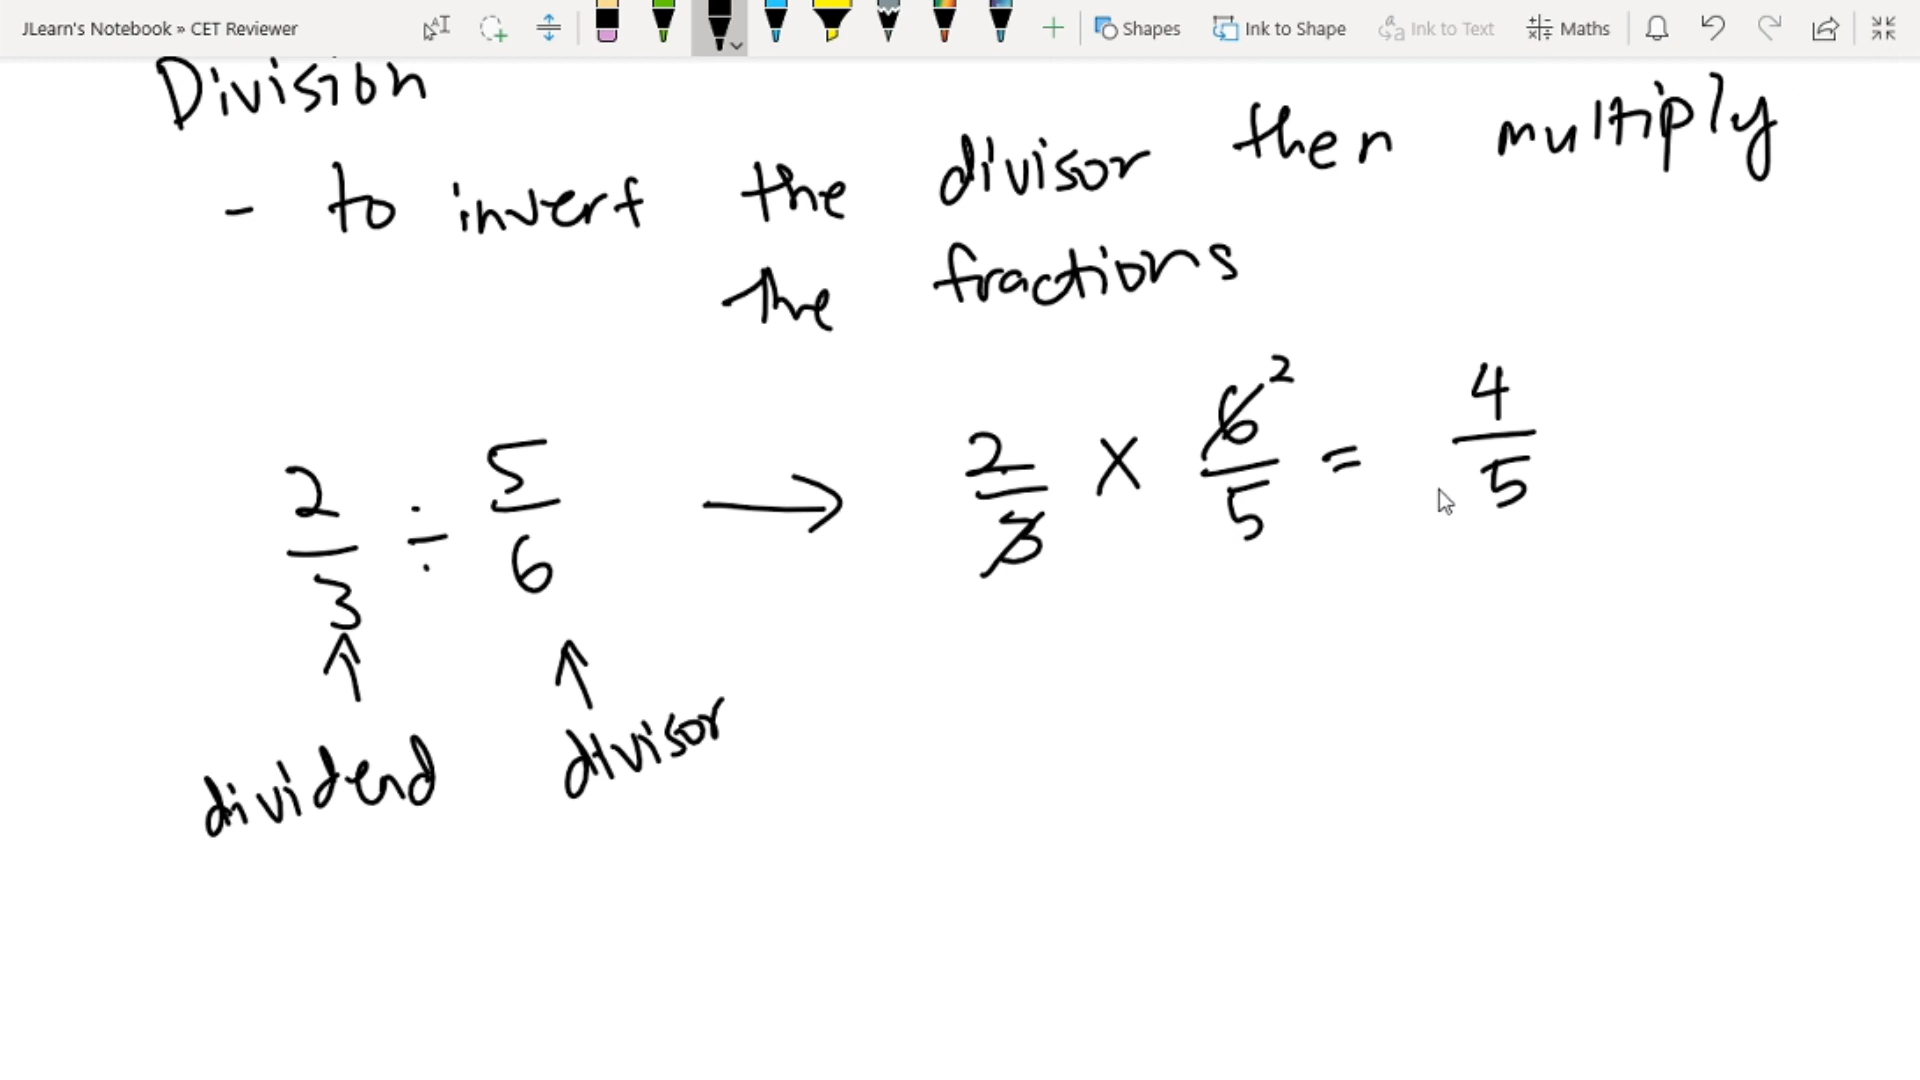 JLearn's Notebook » CET Reviewer Shapes Ink to Shape Ink to Text Maths
Division
- to invert the divisor then multiply
the fractions
2/3 ÷ 5/6 → 2/3 × 6/5 2 = 4/5
dividend divisor